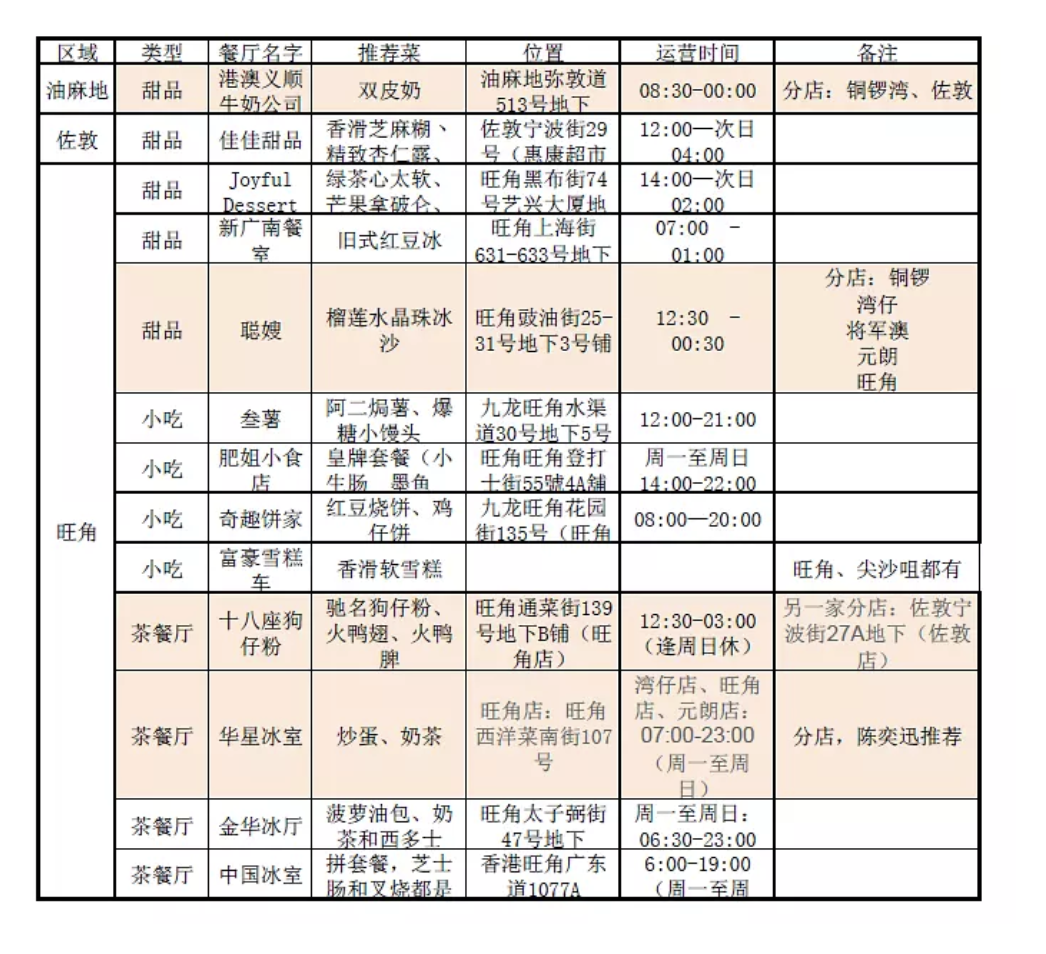 区域 类型 餐厅名字 推荐菜 位置 运营时间 备注
油麻地 甜品 港澳义顺 双皮奶 油麻地弥敦道 08:30-00:00 分店：铜锣湾、佐敦
牛奶公司 513号地下
佐敦 甜品 佳佳甜品 香滑芝麻糊、 佐敦宁波街29 12:00—次日
精致杏仁露、 号（惠康超市 04:00
旺角
甜品 Joyful 绿茶心太软、 旺角黑布街74 14:00—次日
Dessert 芒果拿破仑、 号艺兴大厦地 02:00
甜品 新广南餐 旧式红豆冰 旺角上海街 07:00 -
室 631-633号地下 01:00
甜品 聪嫂 榴莲水晶珠冰 旺角豉油街25- 12:30 - 分店：铜锣
沙 31号地下3号铺 00:30 湾仔
将军澳
元朗
旺角
小吃 叁薯 阿二焗薯、爆 九龙旺角水渠 12:00-21:00
糖小馒头 道30号地下5号
小吃 肥姐小食 皇牌套餐（小 旺角旺角登打 周一至周日
店 生肠 墨鱼 士街55號4A舖 14:00-22:00
小吃 奇趣饼家 红豆烧饼、鸡 九龙旺角花园 08:00—20:00
仔饼 街135号（旺角
小吃 富豪雪糕 香滑软雪糕 旺角、尖沙咀都有
车
茶餐厅 十八座狗 驰名狗仔粉、 旺角通菜街139 12:30-03:00 另一家分店：佐敦宁
仔粉 火鸭翅、火鸭 号地下B铺（旺 （逢周日休） 波街27A地下（佐敦
脾 角店） 店）
茶餐厅 华星冰室 炒蛋、奶茶 旺角店：旺角 湾仔店、旺角 分店，陈奕迅推荐
西洋菜南街107 店、元朗店：
号 07:00-23:00
（周一至周
日）
茶餐厅 金华冰厅 菠萝油包、奶 旺角太子弼街 周一至周日：
茶和西多士 47号地下 06:30-23:00
茶餐厅 中国冰室 拼套餐，芝士 香港旺角广东 6:00-19:00
肠和叉烧都是 道1077A （周一至周